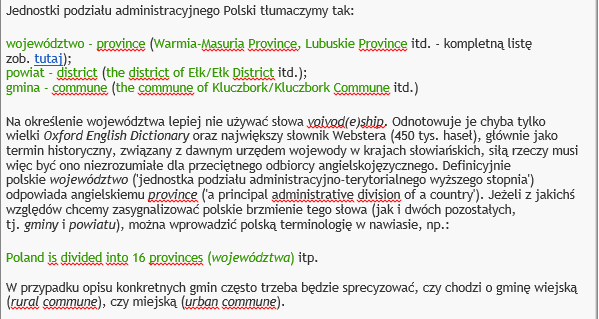 Jednostki podziału administracyjnego Polski tłumaczymy tak:
województwo - province (Warmia-Masuria Province, Lubuskie Province itd. - kompletną listę
zob. tutaj);
powiat - district (the district of Ełk/Ełk District itd.);
gmina - commune (the commune of Kluczbork/Kluczbork Commune itd.)
Na określenie województwa lepiej nie używać słowa voivod(e)ship. Odnotowuje je chyba tylko
wielki Oxford English Dictionary oraz największy słownik Webstera (450 tys. haseł), głównie jako
termin historyczny, związany z dawnym urzędem wojewody w krajach słowiańskich, siłą rzeczy musi
więc być ono niezrozumiałe dla przeciętnego odbiorcy angielskojęzycznego. Definicyjnie
polskie województwo ('jednostka podziału administracyjno-terytorialnego wyższego stopnia')
odpowiada angielskiemu province ('a principal administrative division of a country'). Jeżeli z jakichś
względów chcemy zasygnalizować polskie brzmienie tego słowa (jak i dwóch pozostałych,
tj. gminy i powiatu), można wprowadzić polską terminologię w nawiasie, np.:
Poland is divided into 16 provinces (województwa) itp.
W przypadku opisu konkretnych gmin często trzeba będzie sprecyzować, czy chodzi o gminę wiejską
(rural commune), czy miejską (urban commune).